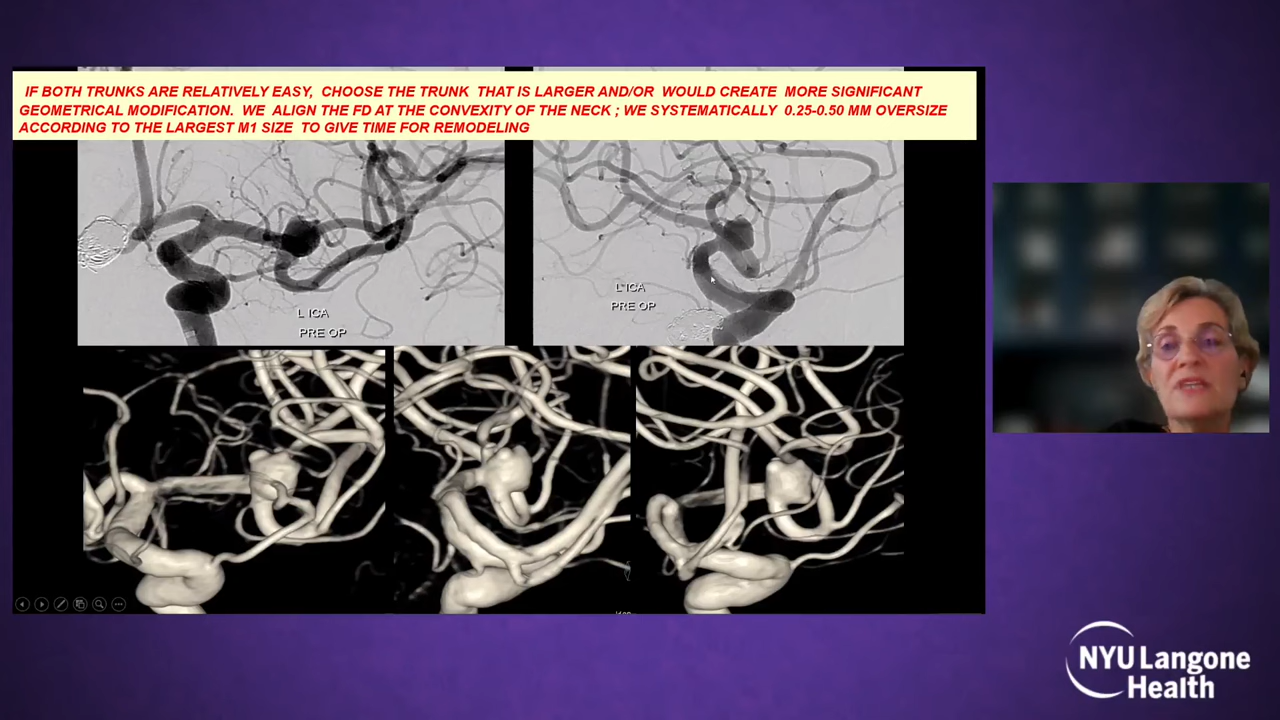 IF BOTH TRUNKS ARE RELATIVELY EASY, CHOOSE THE TRUNK THAT IS LARGER AND/OR WOULD CREATE MORE SIGNIFICANT
GEOMETRICAL MODIFICATION. WE ALIGN THE FD AT THE CONVEXITY OF THE NECK ; WE SYSTEMATICALLY 0.25-0.50 MM OVERSIZE
ACCORDING TO THE LARGEST M1 SIZE TO GIVE TIME FOR REMODELING
L ICA
PRE OP
L ICA
PRE OP
NYU Langone
Health